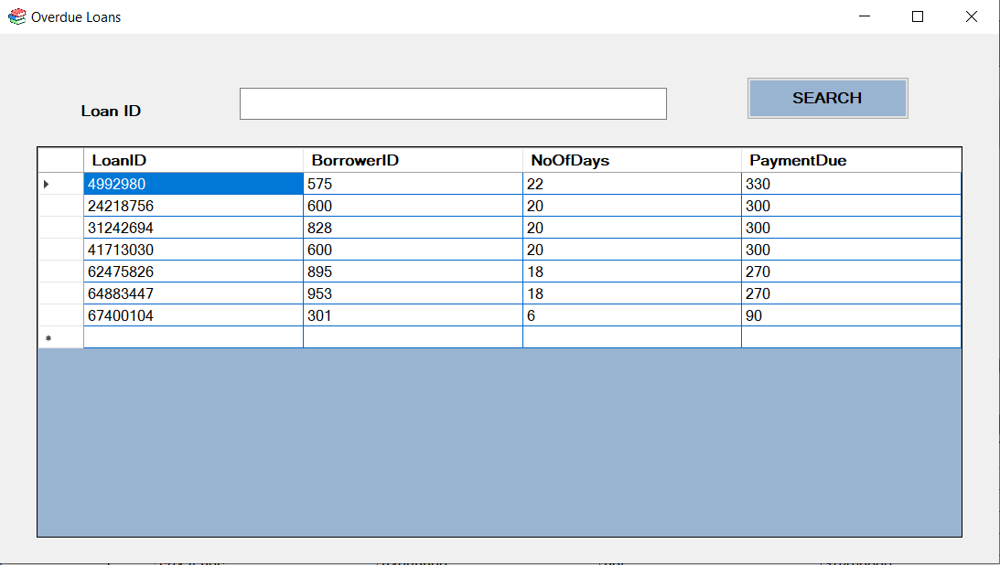 Overdue Loans
Loan ID
SEARCH
LoanID BorrowerID NoOfDays PaymentDue
4992980 575 22 330
24218756 600 20 300
31242694 828 20 300
41713030 600 20 300
62475826 895 18 270
64883447 953 18 270
67400104 301 6 90